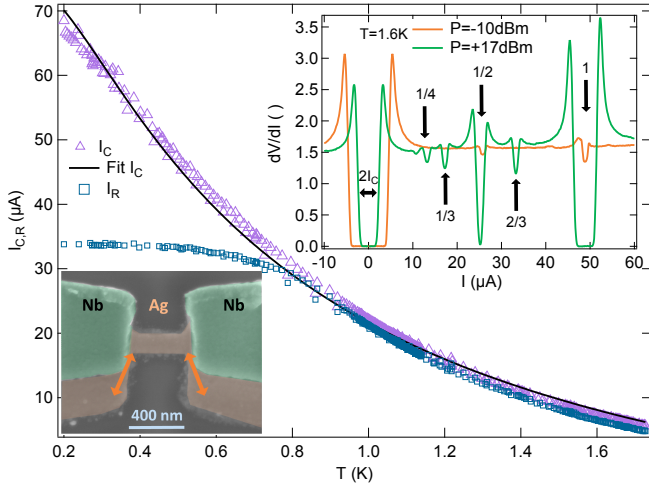 70
60
50
40
30
20
10
I_C,R (µA)
0.2
0.4
0.6
0.8
1.0
1.2
1.4
1.6
T (K)
I_C
Fit I_C
I_R
Nb
Ag
Nb
400 nm
T=1.6K
P=-10dBm
P=+17dBm
3.5
3.0
2.5
2.0
1.5
1.0
0.5
0.0
dV/dI ( )
1/4
1/2
1
2I_C
1/3
2/3
-10
0
10
20
30
40
50
60
I (µA)